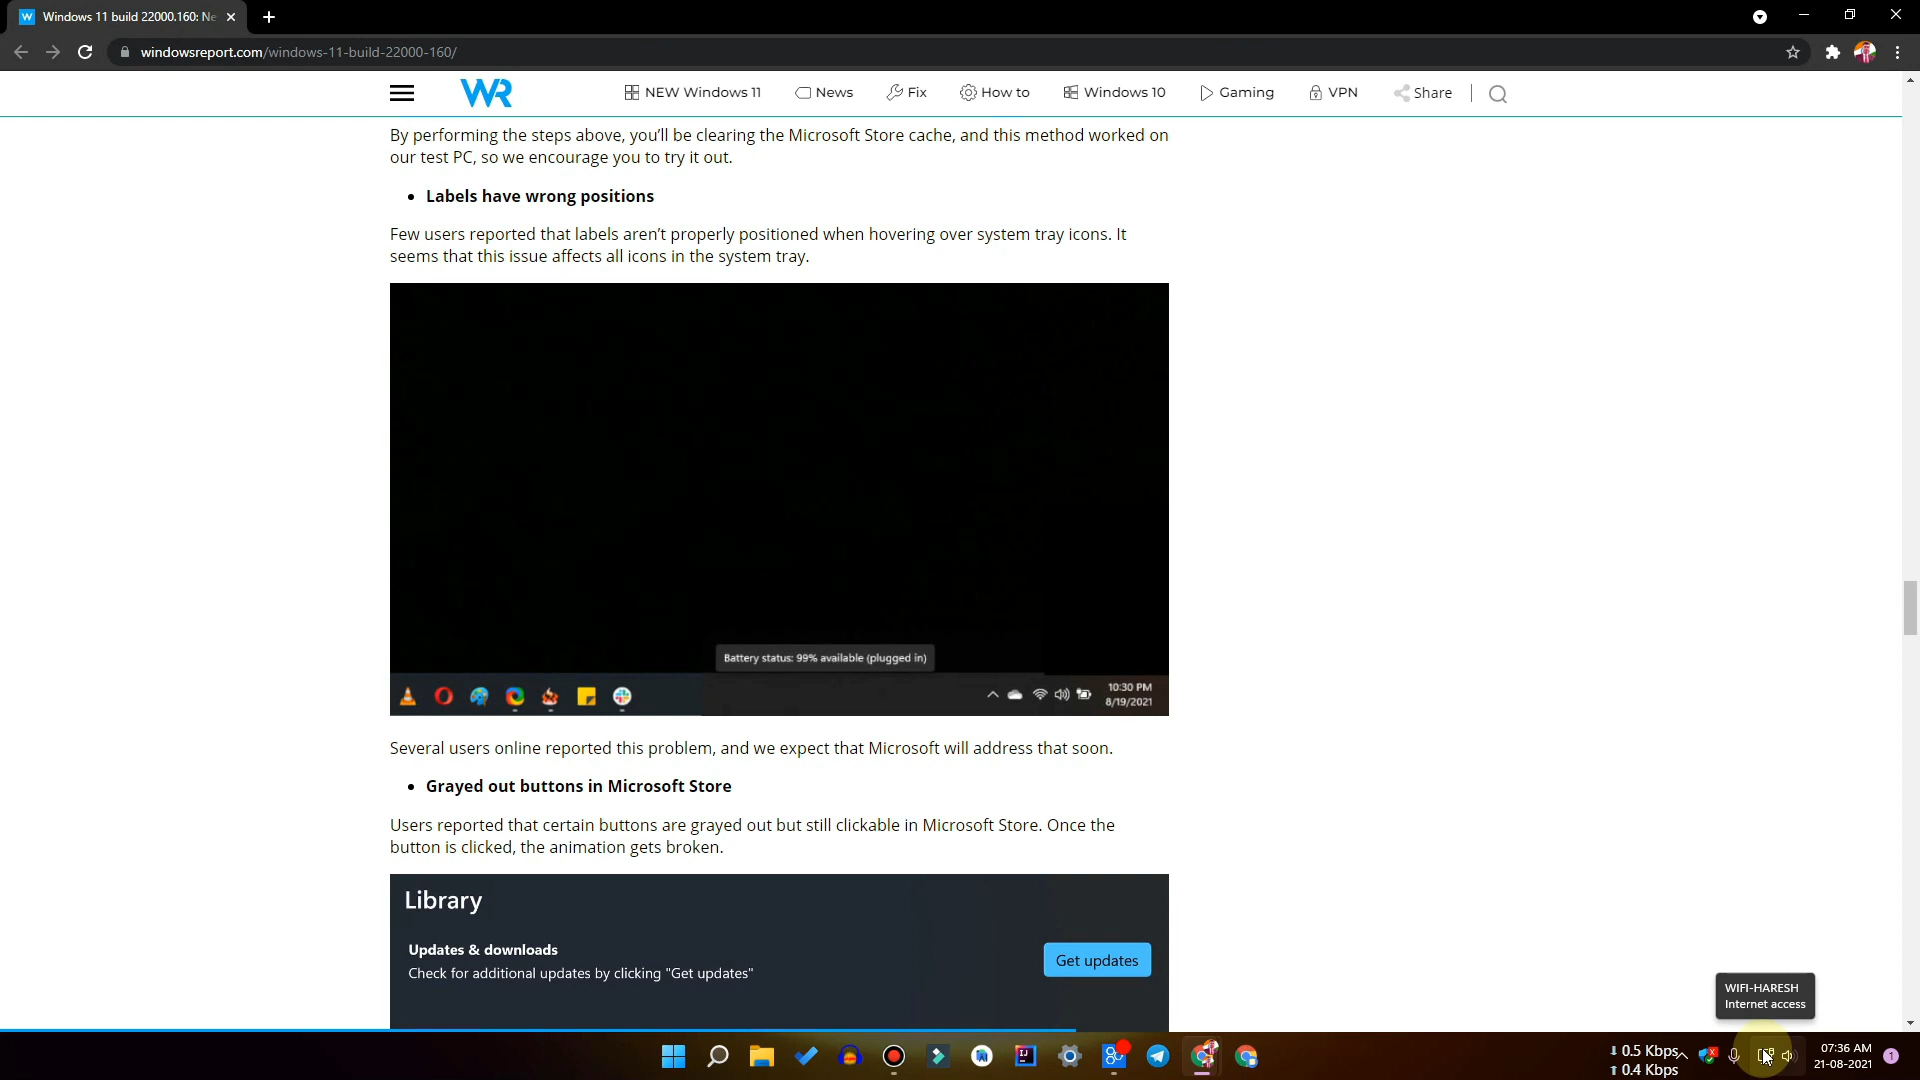 Windows 11 build 22000.160: Ne
windowsreport.com/windows-11-build-22000-160/
WR
NEW Windows 11
News
Fix
How to
Windows 10
Gaming
VPN
Share
By performing the steps above, you'll be clearing the Microsoft Store cache, and this method worked on
our test PC, so we encourage you to try it out.
• Labels have wrong positions
Few users reported that labels aren't properly positioned when hovering over system tray icons. It
seems that this issue affects all icons in the system tray.
Battery status: 99% available (plugged in)
10:30 PM
8/19/2021
Several users online reported this problem, and we expect that Microsoft will address that soon.
• Grayed out buttons in Microsoft Store
Users reported that certain buttons are grayed out but still clickable in Microsoft Store. Once the
button is clicked, the animation gets broken.
Library
Updates & downloads
Check for additional updates by clicking "Get updates"
Get updates
WIFI-HARESH
Internet access
0.5 Kbps
0.4 Kbps
07:36 AM
21-08-2021
1